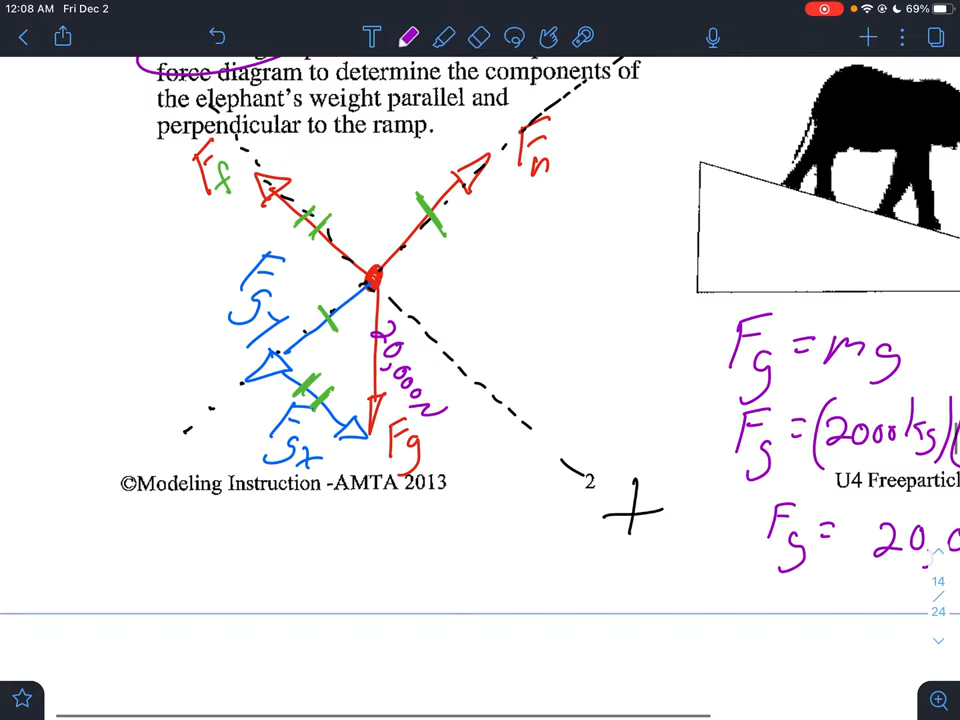 12:08 AM Fri Dec 2
69%
T
force diagram to determine the components of
the elephant's weight parallel and
perpendicular to the ramp.
Ff
Fn
Fgy
20,000N
Fgx
Fg
Fg = mg
Fg = (2000kg)(
Fg = 20,0
©Modeling Instruction -AMTA 2013
2
U4 Freeparticl
+
14
/
24